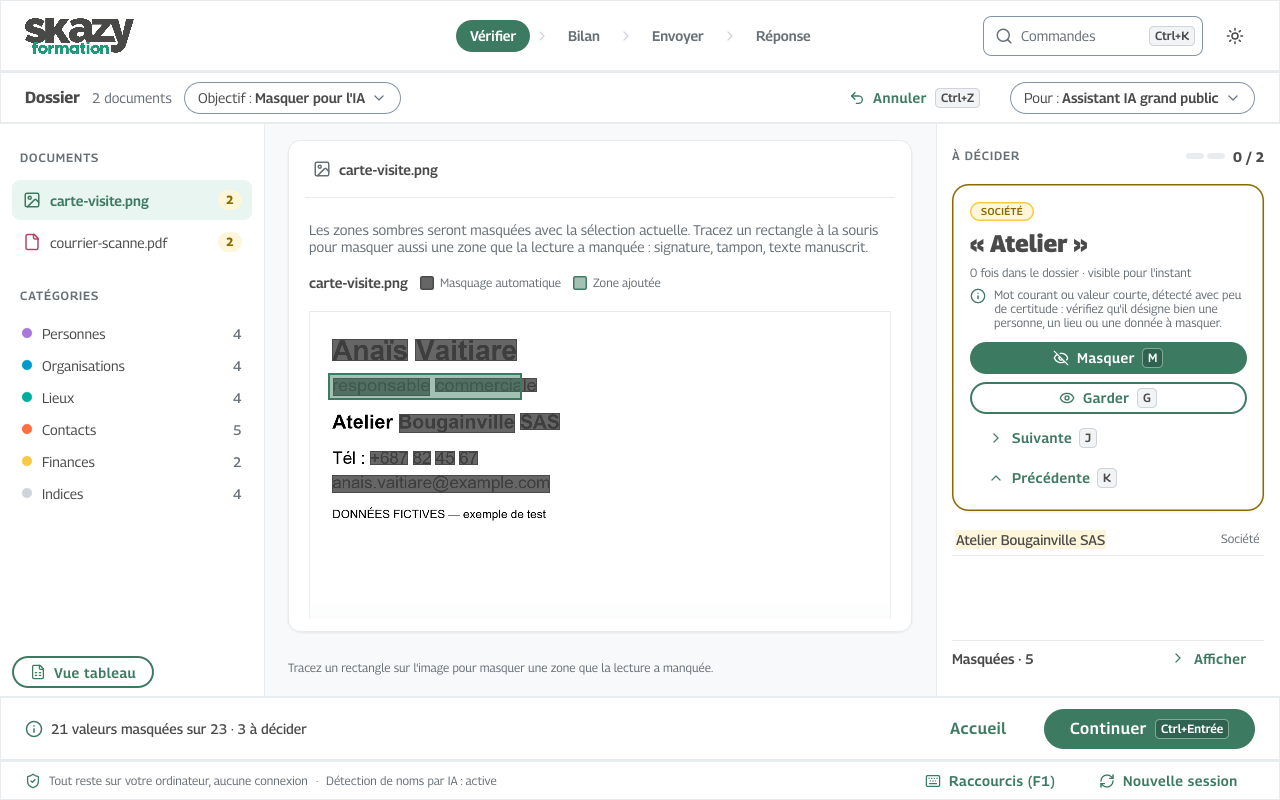 skazy
formation
Vérifier
Bilan
Envoyer
Réponse
Commandes Ctrl+K
Dossier 2 documents
Objectif : Masquer pour l'IA
Annuler Ctrl+Z
Pour : Assistant IA grand public
DOCUMENTS
carte-visite.png 2
courrier-scanne.pdf 2
CATÉGORIES
Personnes 4
Organisations 4
Lieux 4
Contacts 5
Finances 2
Indices 4
Vue tableau
carte-visite.png
Les zones sombres seront masquées avec la sélection actuelle. Tracez un rectangle à la souris
pour masquer aussi une zone que la lecture a manquée : signature, tampon, texte manuscrit.
carte-visite.png Masquage automatique Zone ajoutée
Anaïs Vaitiare
responsable commerciale
Atelier Bougainville SAS
Tél : +687 82 45 67
anais.vaitiare@example.com
DONNÉES FICTIVES — exemple de test
Tracez un rectangle sur l'image pour masquer une zone que la lecture a manquée.
À DÉCIDER 0 / 2
SOCIÉTÉ
« Atelier »
0 fois dans le dossier · visible pour l'instant
Mot courant ou valeur courte, détecté avec peu
de certitude : vérifiez qu'il désigne bien une
personne, un lieu ou une donnée à masquer.
Masquer M
Garder G
Suivante J
Précédente K
Atelier Bougainville SAS Société
Masquées · 5 Afficher
21 valeurs masquées sur 23 · 3 à décider
Accueil
Continuer Ctrl+Entrée
Tout reste sur votre ordinateur, aucune connexion · Détection de noms par IA : active
Raccourcis (F1)
Nouvelle session